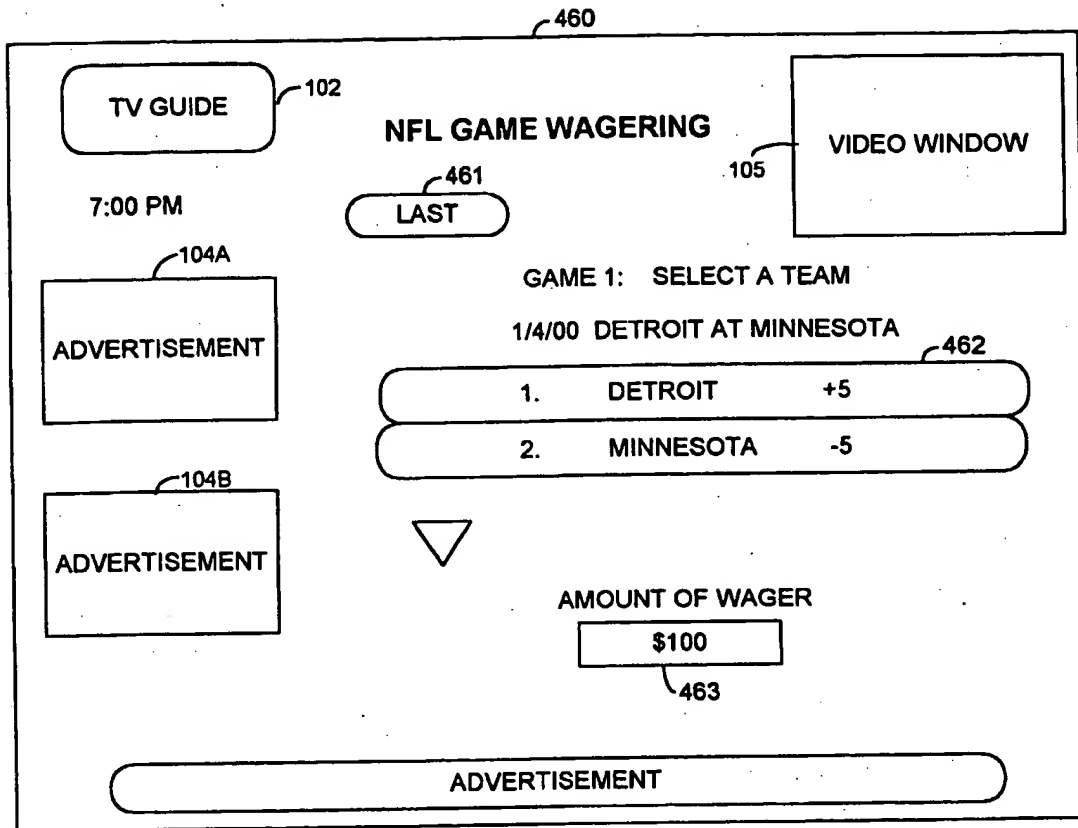 460
TV GUIDE
102
NFL GAME WAGERING
VIDEO WINDOW
105
461
7:00 PM
LAST
104A
ADVERTISEMENT
GAME 1: SELECT A TEAM
1/4/00 DETROIT AT MINNESOTA
462
1. DETROIT +5
2. MINNESOTA -5
104B
ADVERTISEMENT
AMOUNT OF WAGER
$100
463
ADVERTISEMENT